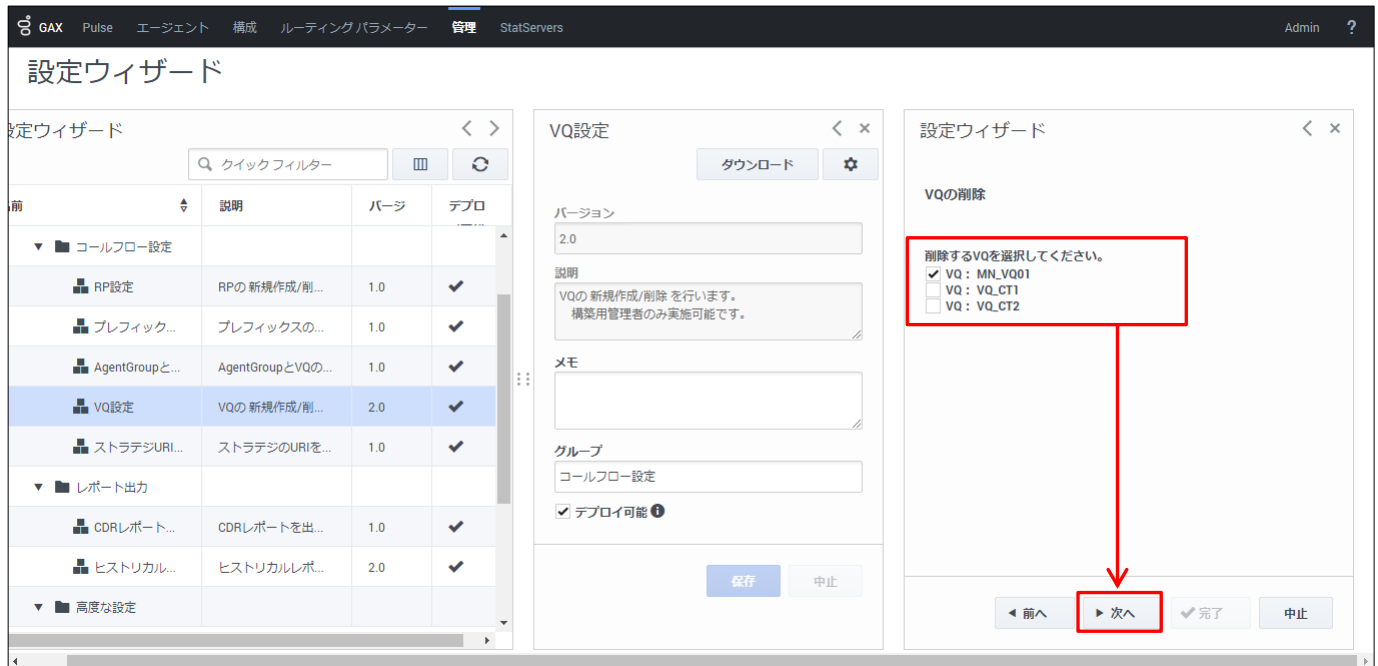 GAX Pulse エージェント 構成 ルーティング パラメーター 管理 StatServers Admin ?
設定ウィザード
設定ウィザード
クイック フィルター
名前 説明 バージ デプロ
コールフロー設定
RP設定 RPの 新規作成/削... 1.0
プレフィック... プレフィックスの... 1.0
AgentGroupと... AgentGroupとVQの... 1.0
VQ設定 VQの 新規作成/削... 2.0
ストラテジURI... ストラテジのURIを... 1.0
レポート出力
CDRレポート... CDRレポートを出... 1.0
ヒストリカル... ヒストリカルレポ... 2.0
高度な設定
VQ設定
ダウンロード
バージョン
2.0
説明
VQの 新規作成/削除 を行います。
構築用管理者のみ実施可能です。
メモ
グループ
コールフロー設定
デプロイ可能
保存 中止
設定ウィザード
VQの削除
削除するVQを選択してください。
VQ : MN_VQ01
VQ : VQ_CT1
VQ : VQ_CT2
前へ 次へ 完了 中止